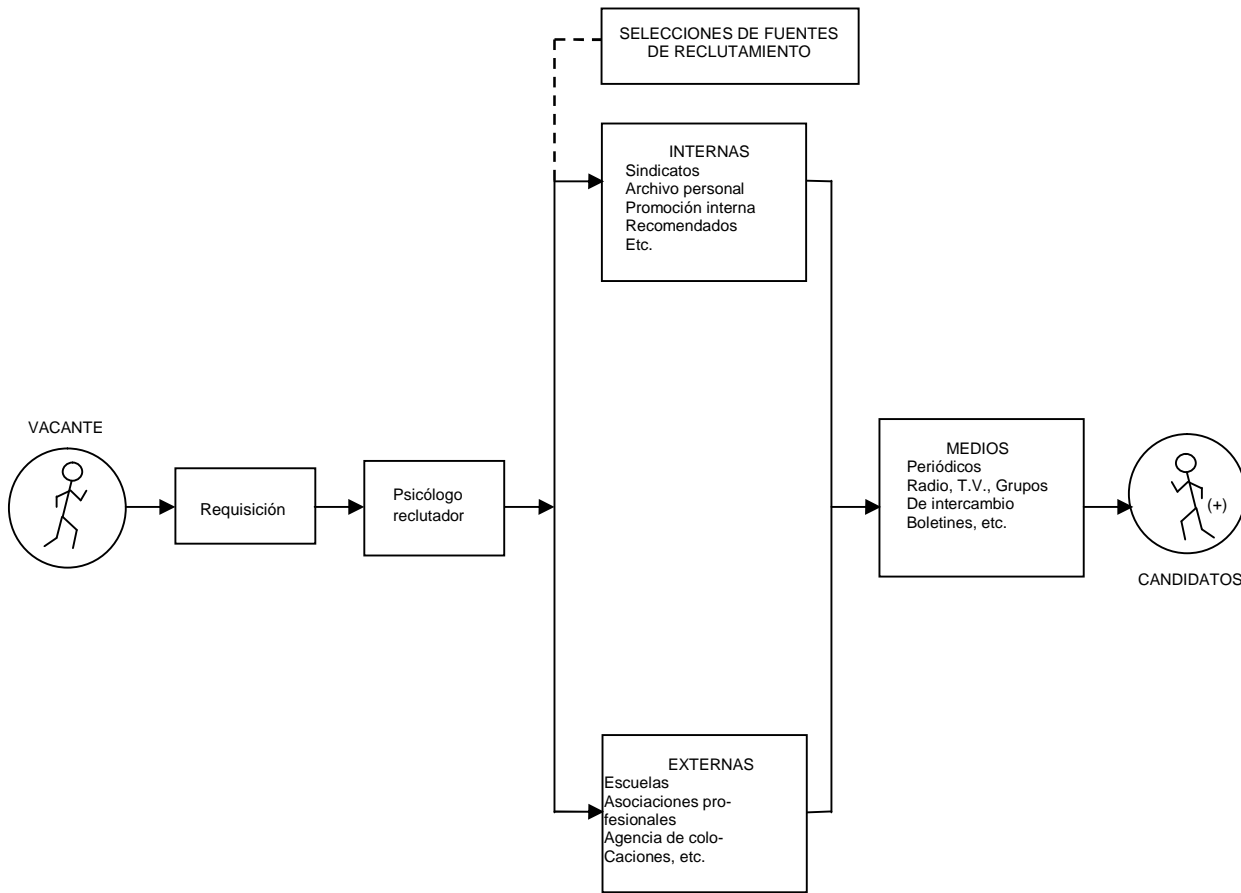 SELECCIONES DE FUENTES
DE RECLUTAMIENTO
INTERNAS
Sindicatos
Archivo personal
Promoción interna
Recomendados
Etc.
VACANTE
Requisición
Psicólogo
reclutador
MEDIOS
Periódicos
Radio, T.V., Grupos
De intercambio
Boletines, etc.
(+)
CANDIDATOS
EXTERNAS
Escuelas
Asociaciones pro-
fesionales
Agencia de colo-
Caciones, etc.